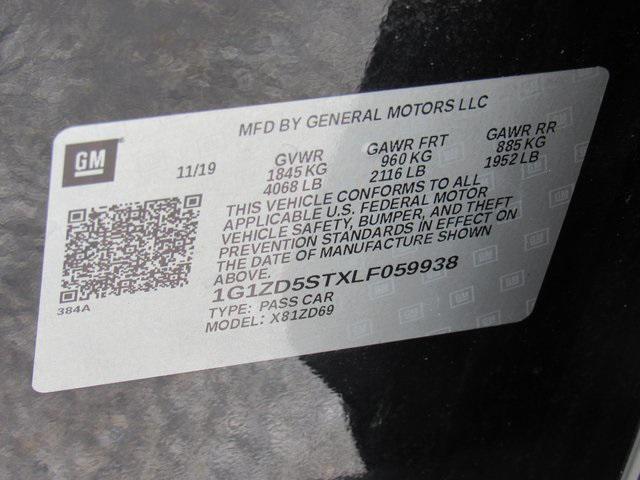 MFD BY GENERAL MOTORS LLC
GM
11/19
GVWR
1845 KG
4068 LB
GAWR FRT
960 KG
2116 LB
GAWR RR
885 KG
1952 LB
THIS VEHICLE CONFORMS TO ALL
APPLICABLE U.S. FEDERAL MOTOR
VEHICLE SAFETY, BUMPER, AND THEFT
PREVENTION STANDARDS IN EFFECT ON
THE DATE OF MANUFACTURE SHOWN
ABOVE.
1G1ZD5STXLF059938
TYPE: PASS CAR
MODEL: X81ZD69
384A